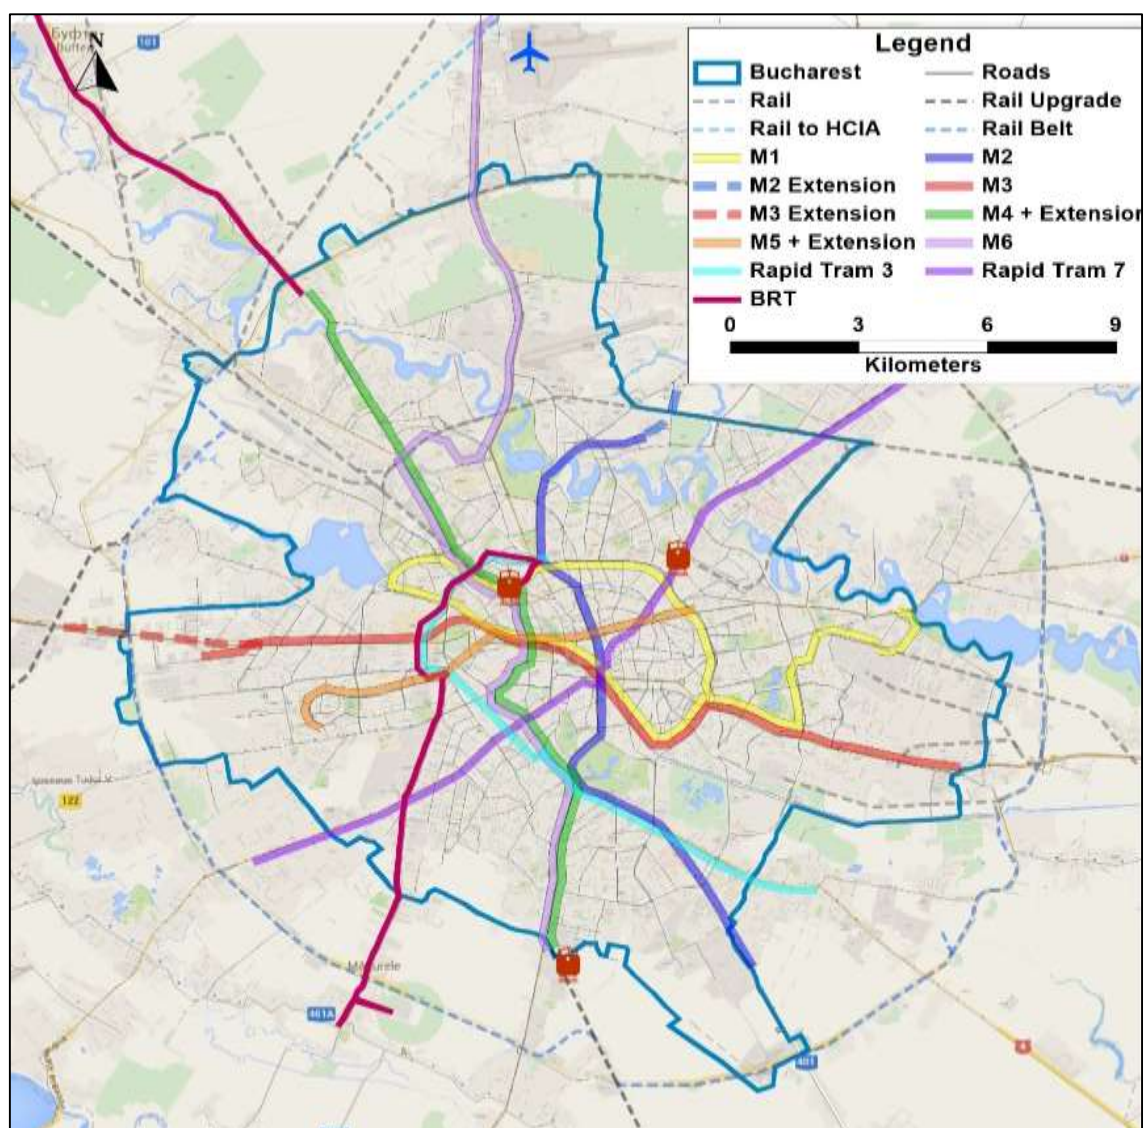 Legend
Bucharest
Roads
Rail
Rail Upgrade
Rail to HCIA
Rail Belt
M1
M2
M2 Extension
M3
M3 Extension
M4 + Extension
M5 + Extension
M6
Rapid Tram 3
Rapid Tram 7
BRT
0 3 6 9
Kilometers
N
101
122
461A
401
4